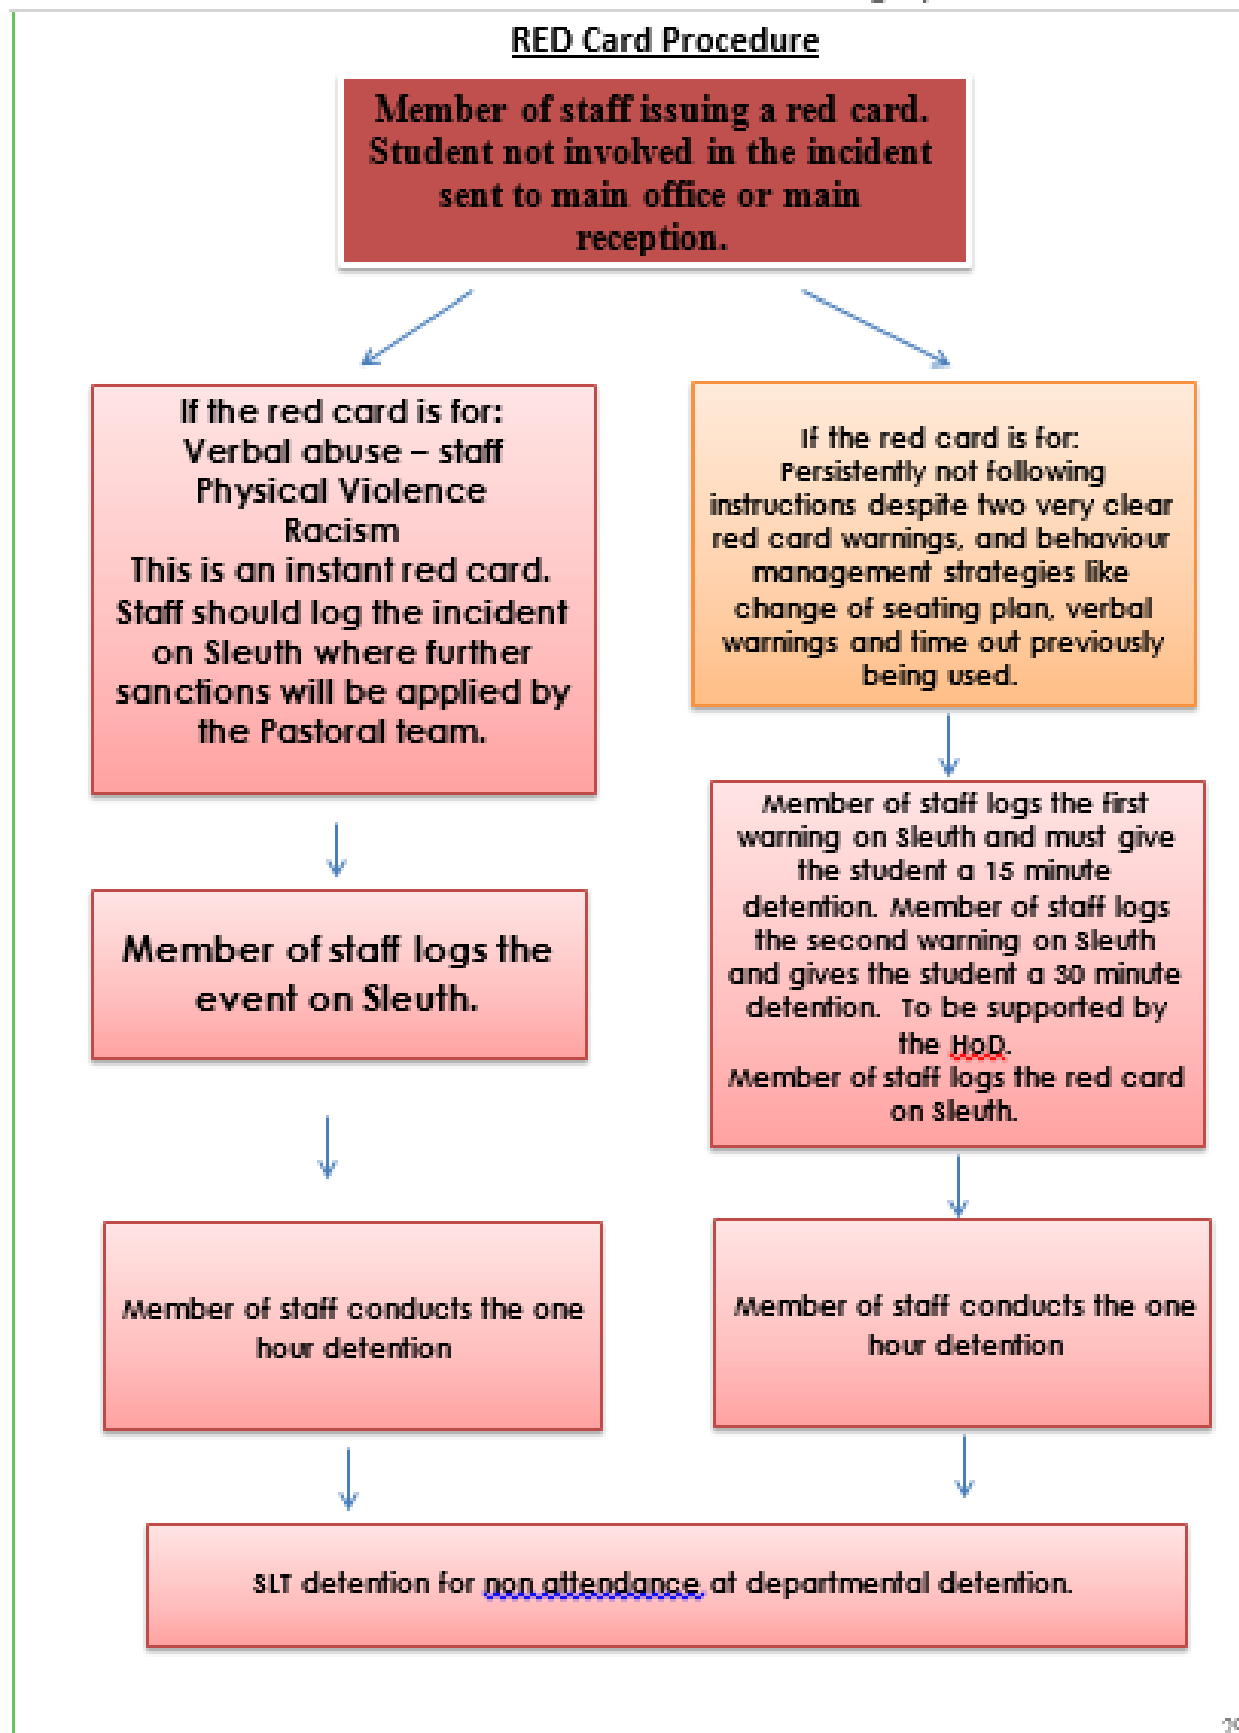 RED Card Procedure
Member of staff issuing a red card.
Student not involved in the incident
sent to main office or main
reception.
If the red card is for:
Verbal abuse – staff
Physical Violence
Racism
This is an instant red card.
Staff should log the incident
on Sleuth where further
sanctions will be applied by
the Pastoral team.
If the red card is for:
Persistently not following
instructions despite two very clear
red card warnings, and behaviour
management strategies like
change of seating plan, verbal
warnings and time out previously
being used.
Member of staff logs the
event on Sleuth.
Member of staff logs the first
warning on Sleuth and must give
the student a 15 minute
detention. Member of staff logs
the second warning on Sleuth
and gives the student a 30 minute
detention. To be supported by
the HoD.
Member of staff logs the red card
on Sleuth.
Member of staff conducts the one
hour detention
Member of staff conducts the one
hour detention
SLT detention for non attendance at departmental detention.